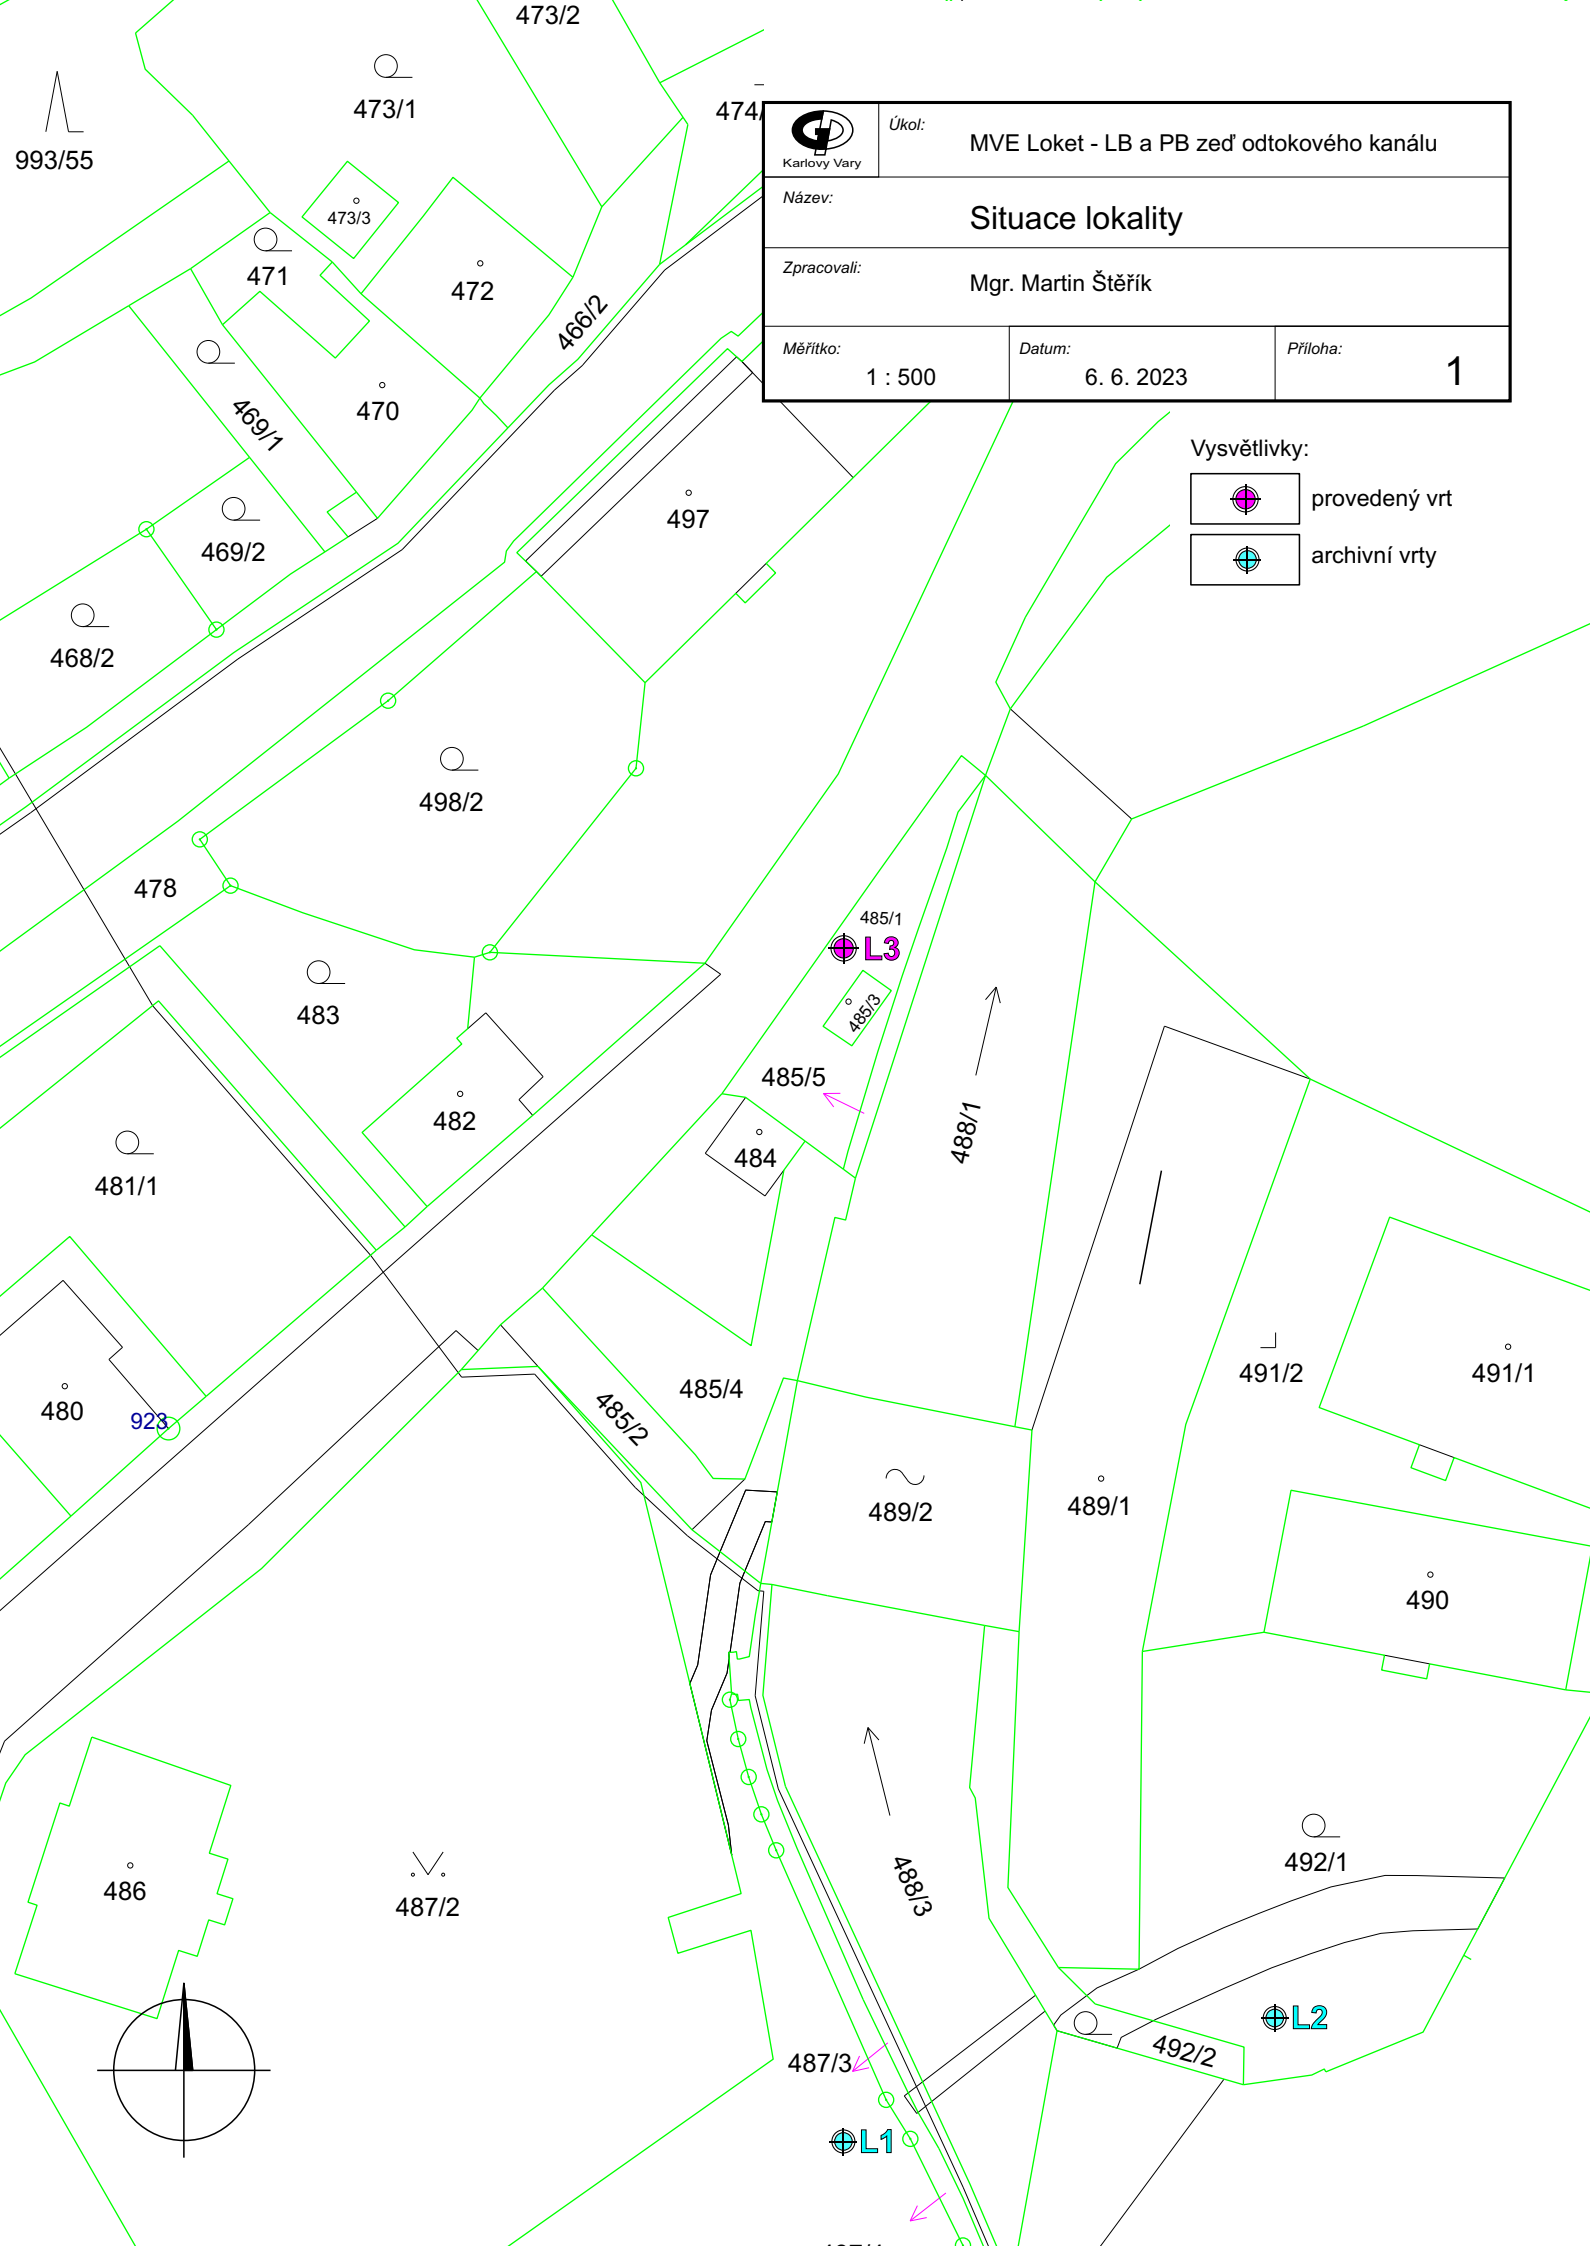 473/2
473/1
474/
993/55
Karlovy Vary
Úkol:
MVE Loket - LB a PB zeď odtokového kanálu
Název:
Situace lokality
Zpracovali:
Mgr. Martin Štěřík
Měřítko:
1 : 500
Datum:
6. 6. 2023
Příloha:
1
473/3
471
472
466/2
470
469/1
Vysvětlivky:
provedený vrt
archivní vrty
497
469/2
468/2
498/2
478
485/1
L3
485/3
483
485/5
482
484
488/1
481/1
491/2
491/1
485/4
485/2
480
923
489/2
489/1
490
492/1
486
487/2
488/3
L2
492/2
487/3
L1